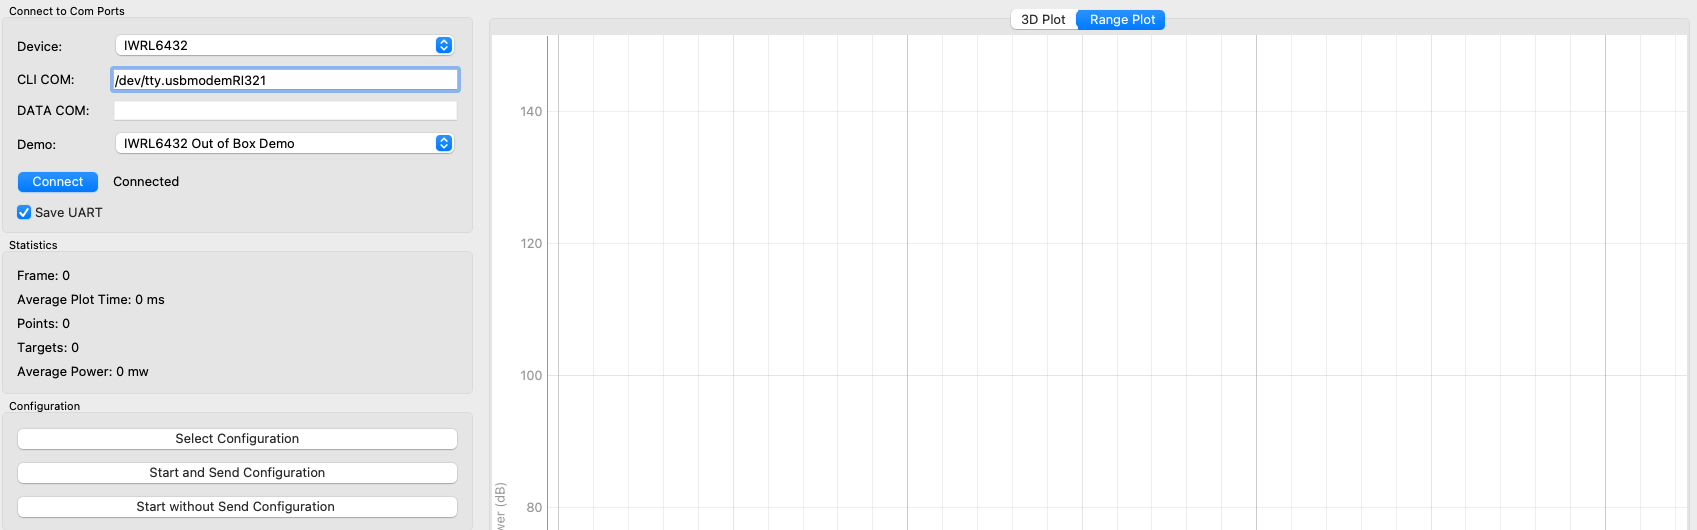 Connect to Com Ports
Device: IWRL6432
CLI COM: /dev/tty.usbmodemRI321
DATA COM:
Demo: IWRL6432 Out of Box Demo
Connect Connected
Save UART
Statistics
Frame: 0
Average Plot Time: 0 ms
Points: 0
Targets: 0
Average Power: 0 mw
Configuration
Select Configuration
Start and Send Configuration
Start without Send Configuration
3D Plot Range Plot
140
120
100
80
(dB)